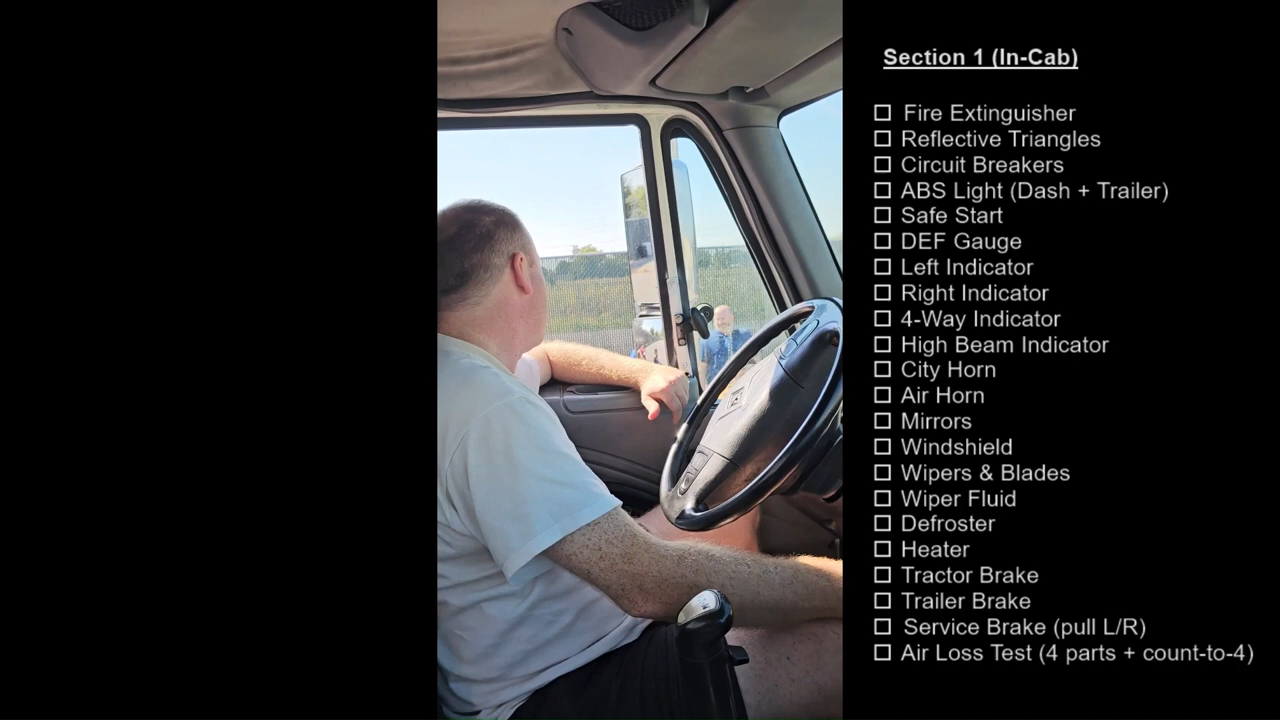 Section 1 (In-Cab)
☐ Fire Extinguisher
☐ Reflective Triangles
☐ Circuit Breakers
☐ ABS Light (Dash + Trailer)
☐ Safe Start
☐ DEF Gauge
☐ Left Indicator
☐ Right Indicator
☐ 4-Way Indicator
☐ High Beam Indicator
☐ City Horn
☐ Air Horn
☐ Mirrors
☐ Windshield
☐ Wipers & Blades
☐ Wiper Fluid
☐ Defroster
☐ Heater
☐ Tractor Brake
☐ Trailer Brake
☐ Service Brake (pull L/R)
☐ Air Loss Test (4 parts + count-to-4)